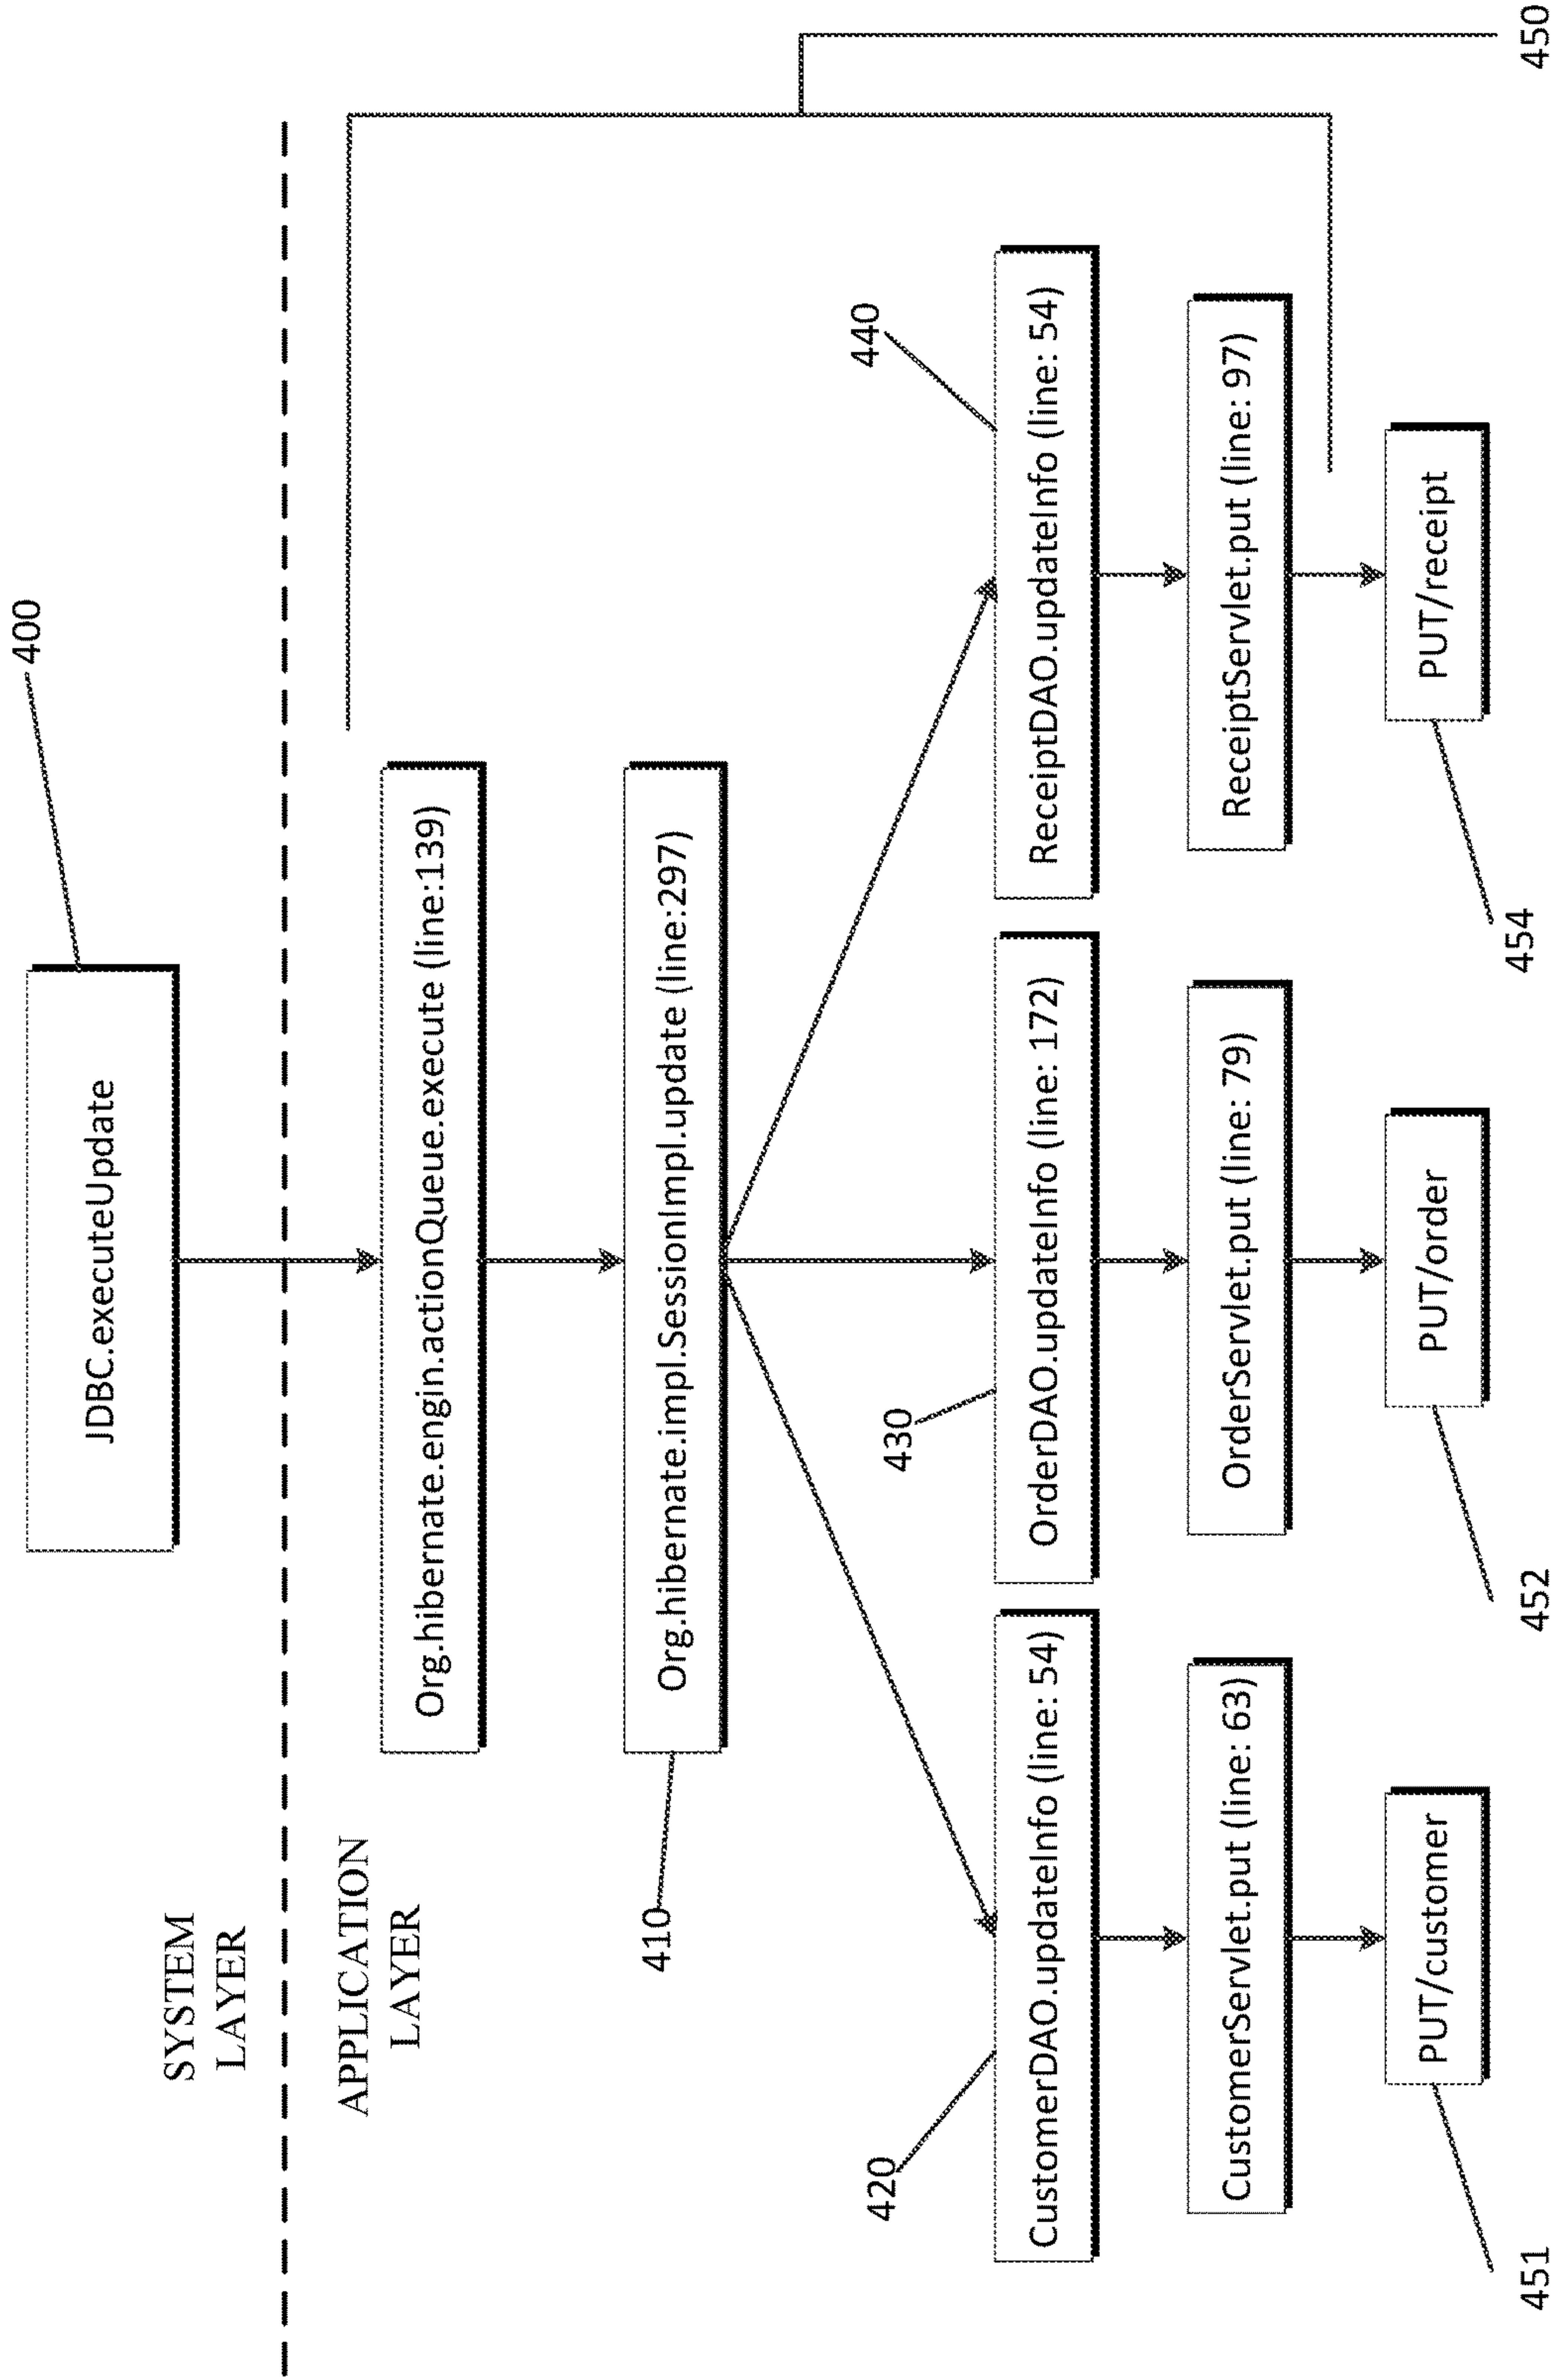 400
JDBC.executeUpdate
SYSTEM
LAYER
APPLICATION
LAYER
Org.hibernate.engin.actionQueue.execute (line:139)
410
Org.hibernate.impl.SessionImpl.update (line:297)
420
430
440
CustomerDAO.updateInfo (line: 54)
OrderDAO.updateInfo (line: 172)
ReceiptDAO.updateInfo (line: 54)
CustomerServlet.put (line: 63)
OrderServlet.put (line: 79)
ReceiptServlet.put (line: 97)
PUT/customer
PUT/order
PUT/receipt
451
452
454
450